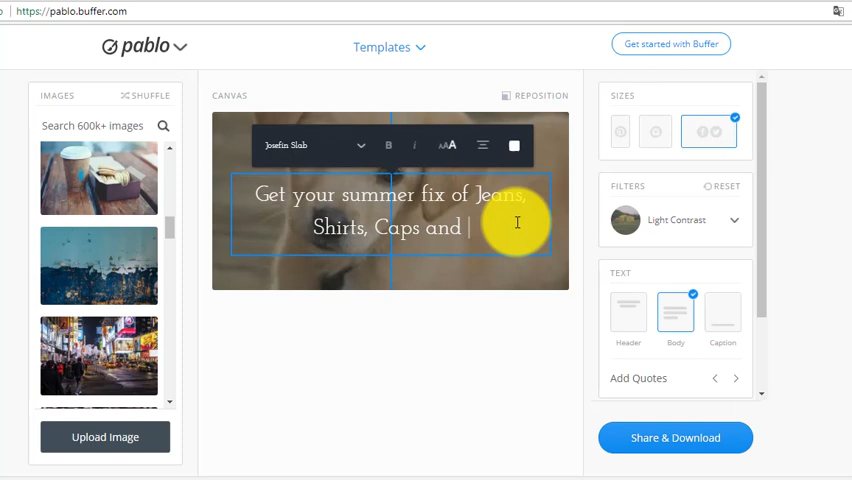 https://pablo.buffer.com
pablo
Templates
Get started with Buffer
IMAGES
SHUFFLE
Search 600k+ images
Upload Image
CANVAS
REPOSITION
Josefin Slab
B
i
AAA
Get your summer fix of Jeans,
Shirts, Caps and
SIZES
FILTERS
RESET
Light Contrast
TEXT
Header
Body
Caption
Add Quotes
Share & Download